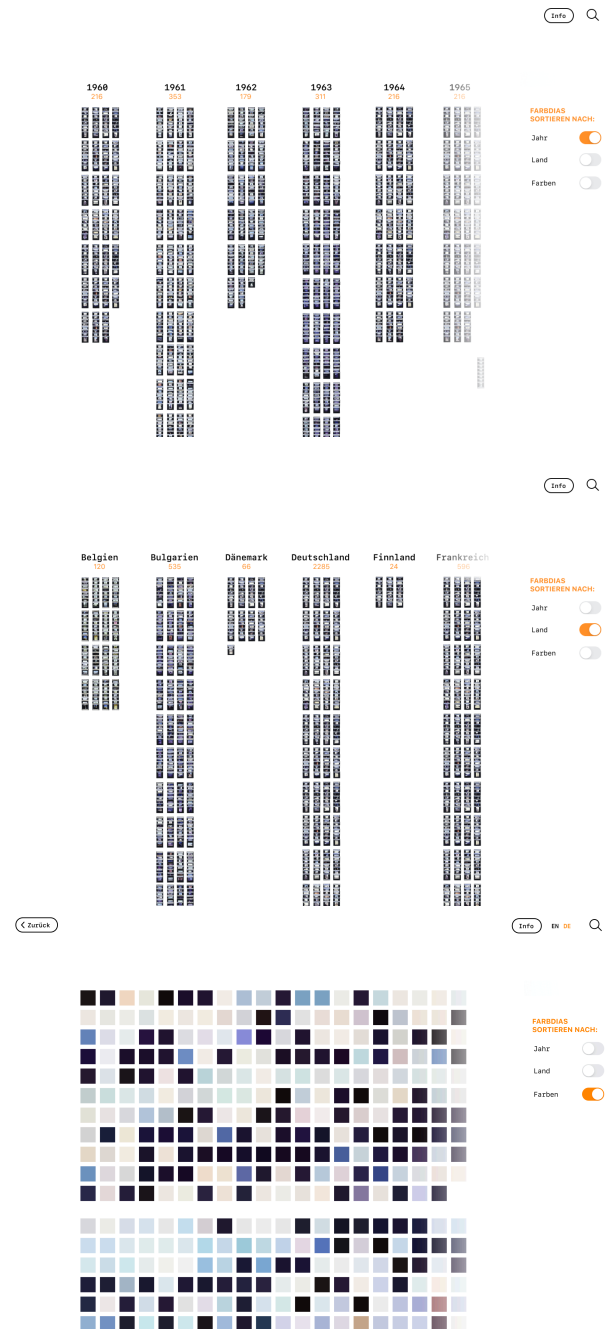 Info
1960 1961 1962 1963 1964 1965
216 353 179 311 216 215
FARBDIAS
SORTIEREN NACH:
Jahr
Land
Farben
Info
Belgien Bulgarien Dänemark Deutschland Finnland Frankreich
120 535 66 2285 24 580
FARBDIAS
SORTIEREN NACH:
Jahr
Land
Farben
Zurück Info EN DE
FARBDIAS
SORTIEREN NACH:
Jahr
Land
Farben